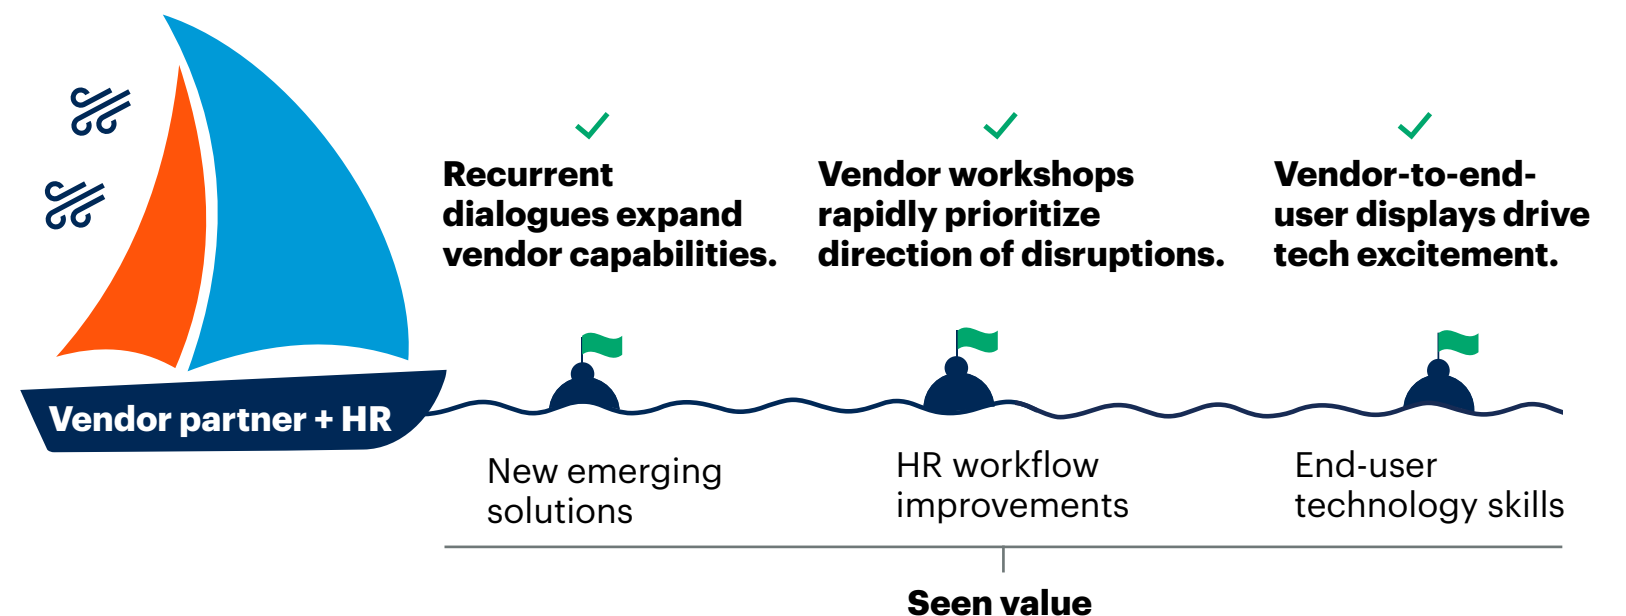 Recurrent
dialogues expand
vendor capabilities.
Vendor workshops
rapidly prioritize
direction of disruptions.
Vendor-to-end-
user displays drive
tech excitement.
Vendor partner + HR
New emerging
solutions
HR workflow
improvements
End-user
technology skills
Seen value